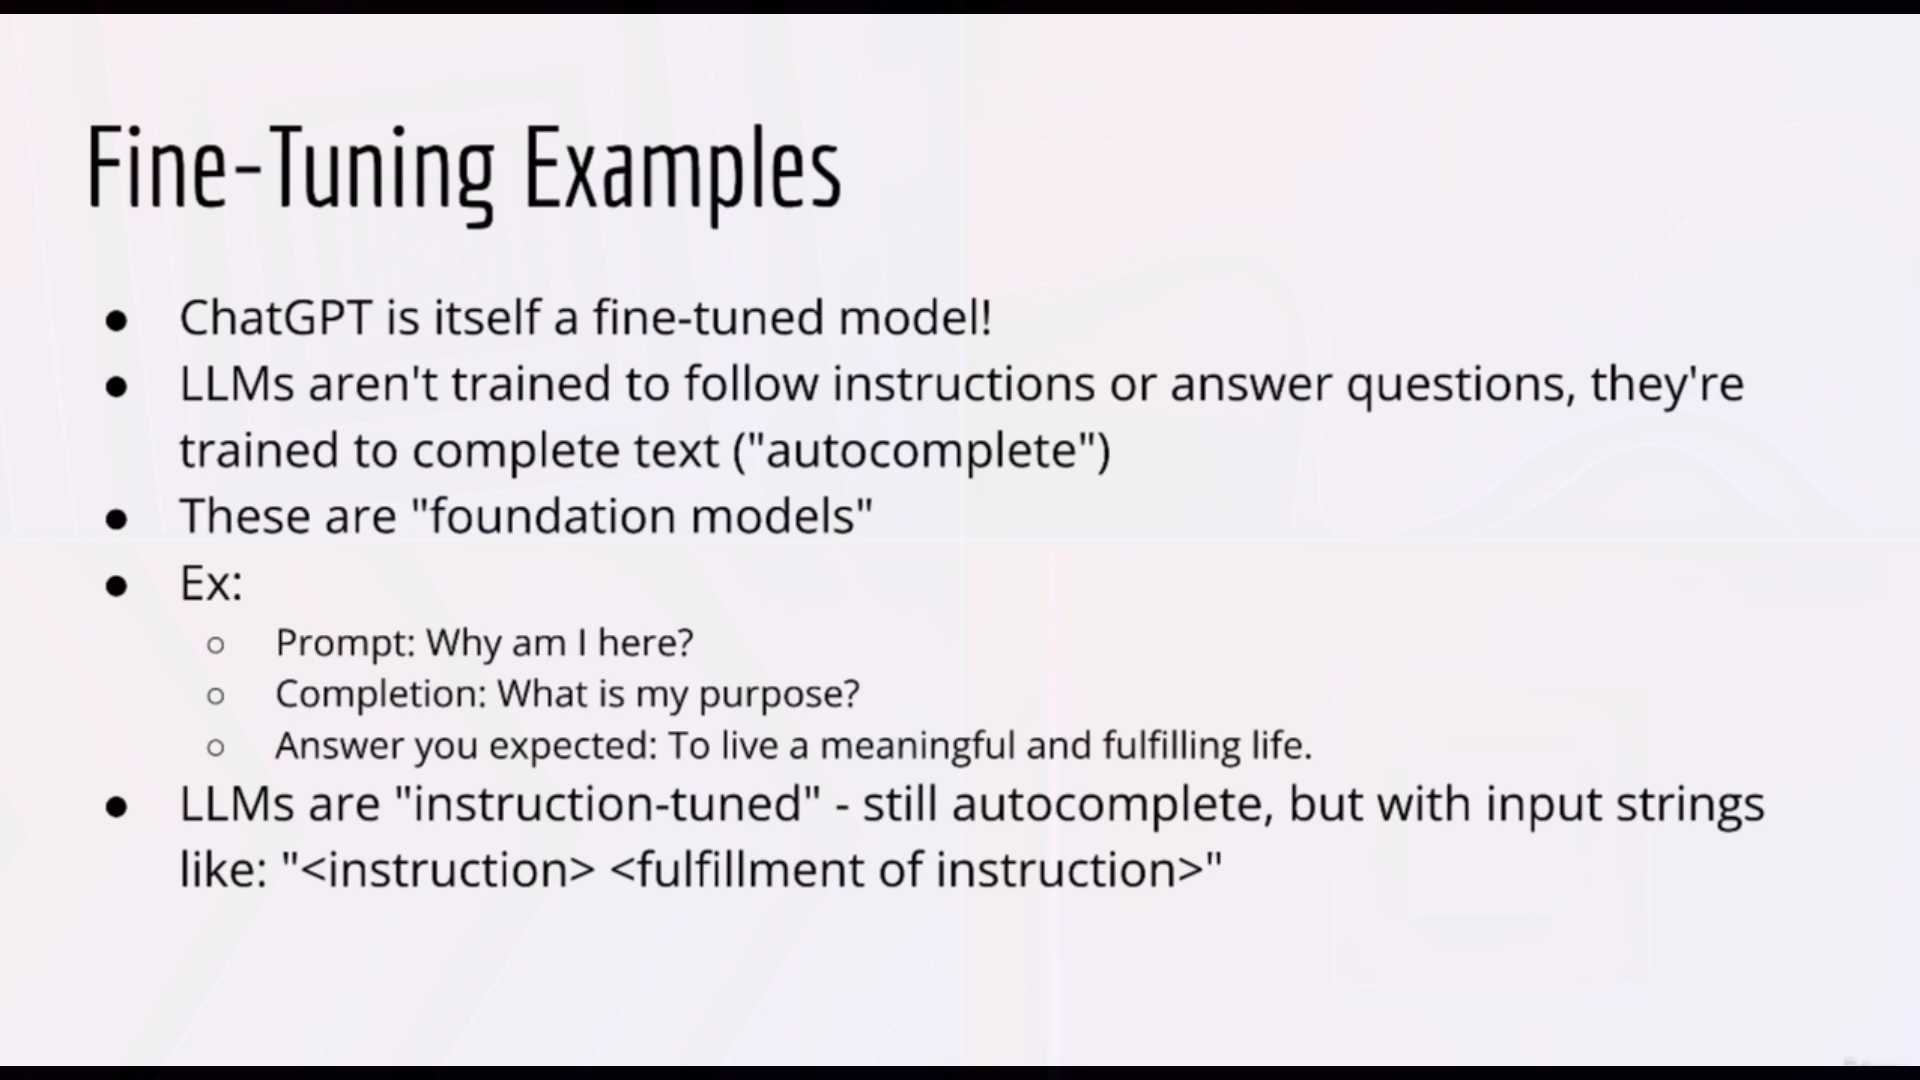 Fine-Tuning Examples
● ChatGPT is itself a fine-tuned model!
● LLMs aren't trained to follow instructions or answer questions, they're
trained to complete text ("autocomplete")
● These are "foundation models"
● Ex:
○ Prompt: Why am I here?
○ Completion: What is my purpose?
○ Answer you expected: To live a meaningful and fulfilling life.
● LLMs are "instruction-tuned" - still autocomplete, but with input strings
like: "<instruction> <fulfillment of instruction>"